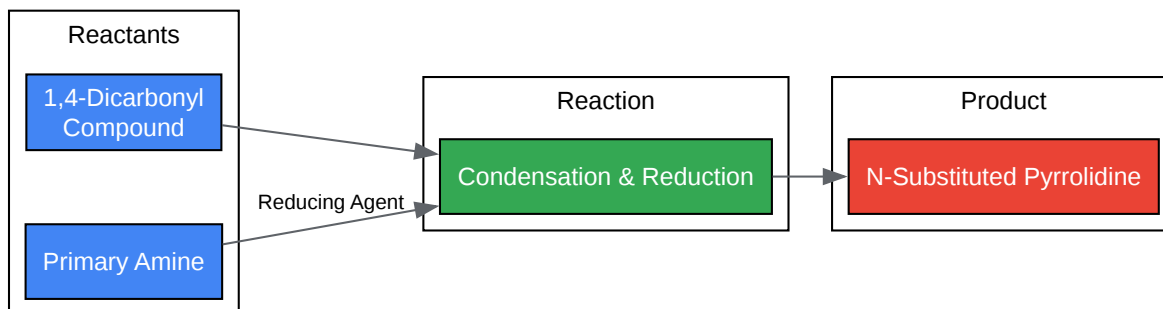 Reactants
1,4-Dicarbonyl
Compound
Primary Amine
Reducing Agent
Reaction
Condensation & Reduction
Product
N-Substituted Pyrrolidine